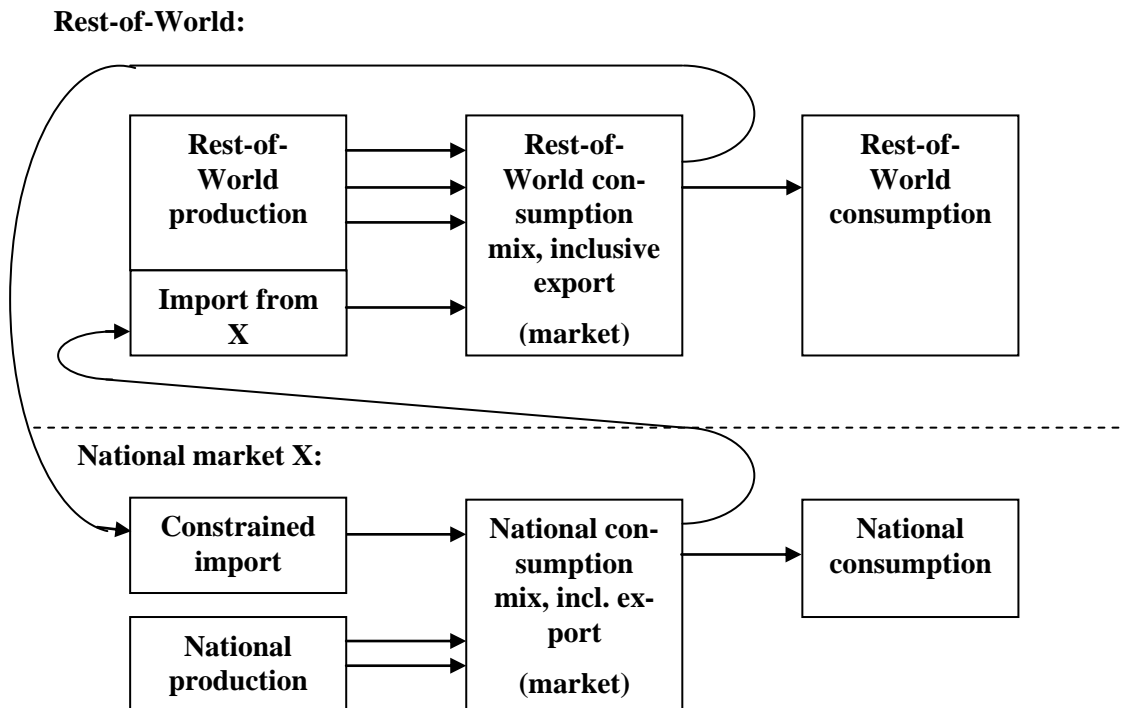 Rest-of-World:
Rest-of-
World
production
Import from
X
Rest-of-
World con-
sumption
mix, inclusive
export
(market)
Rest-of-
World
consumption
National market X:
Constrained
import
National
production
National con-
sumption
mix, incl. ex-
port
(market)
National
consumption